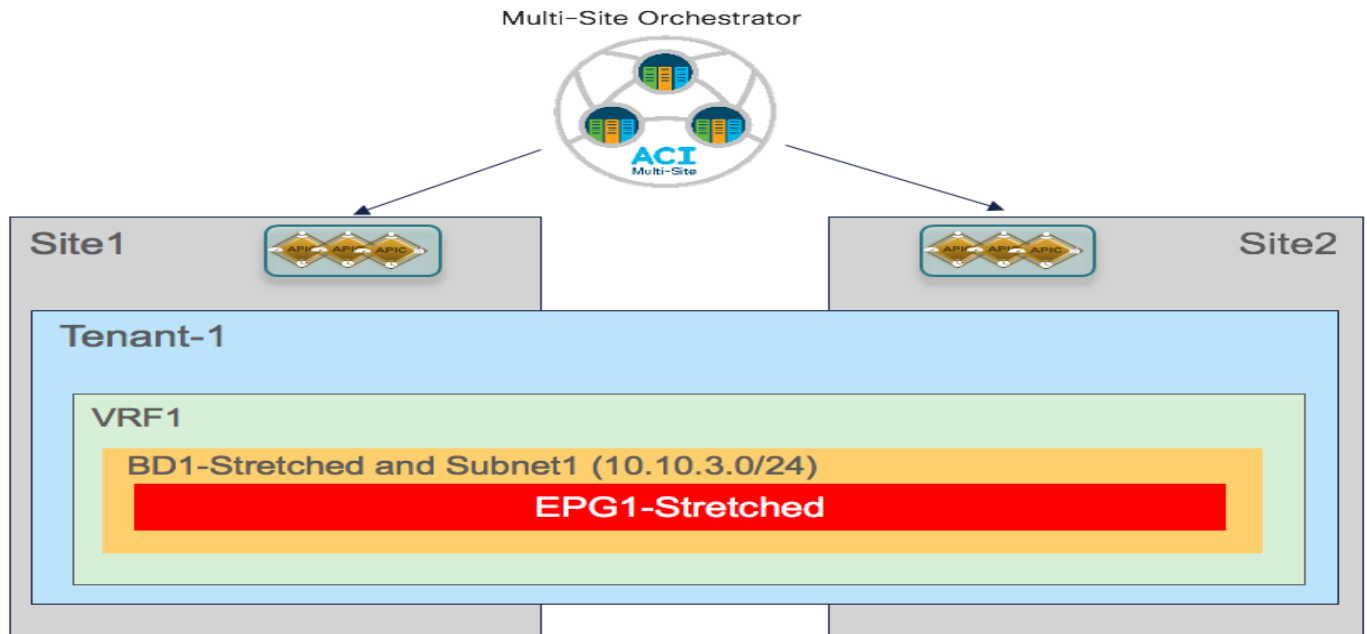 Multi-Site Orchestrator
ACI
Multi-Site
Site1
APIC APIC APIC
APIC APIC APIC
Site2
Tenant-1
VRF1
BD1-Stretched and Subnet1 (10.10.3.0/24)
EPG1-Stretched